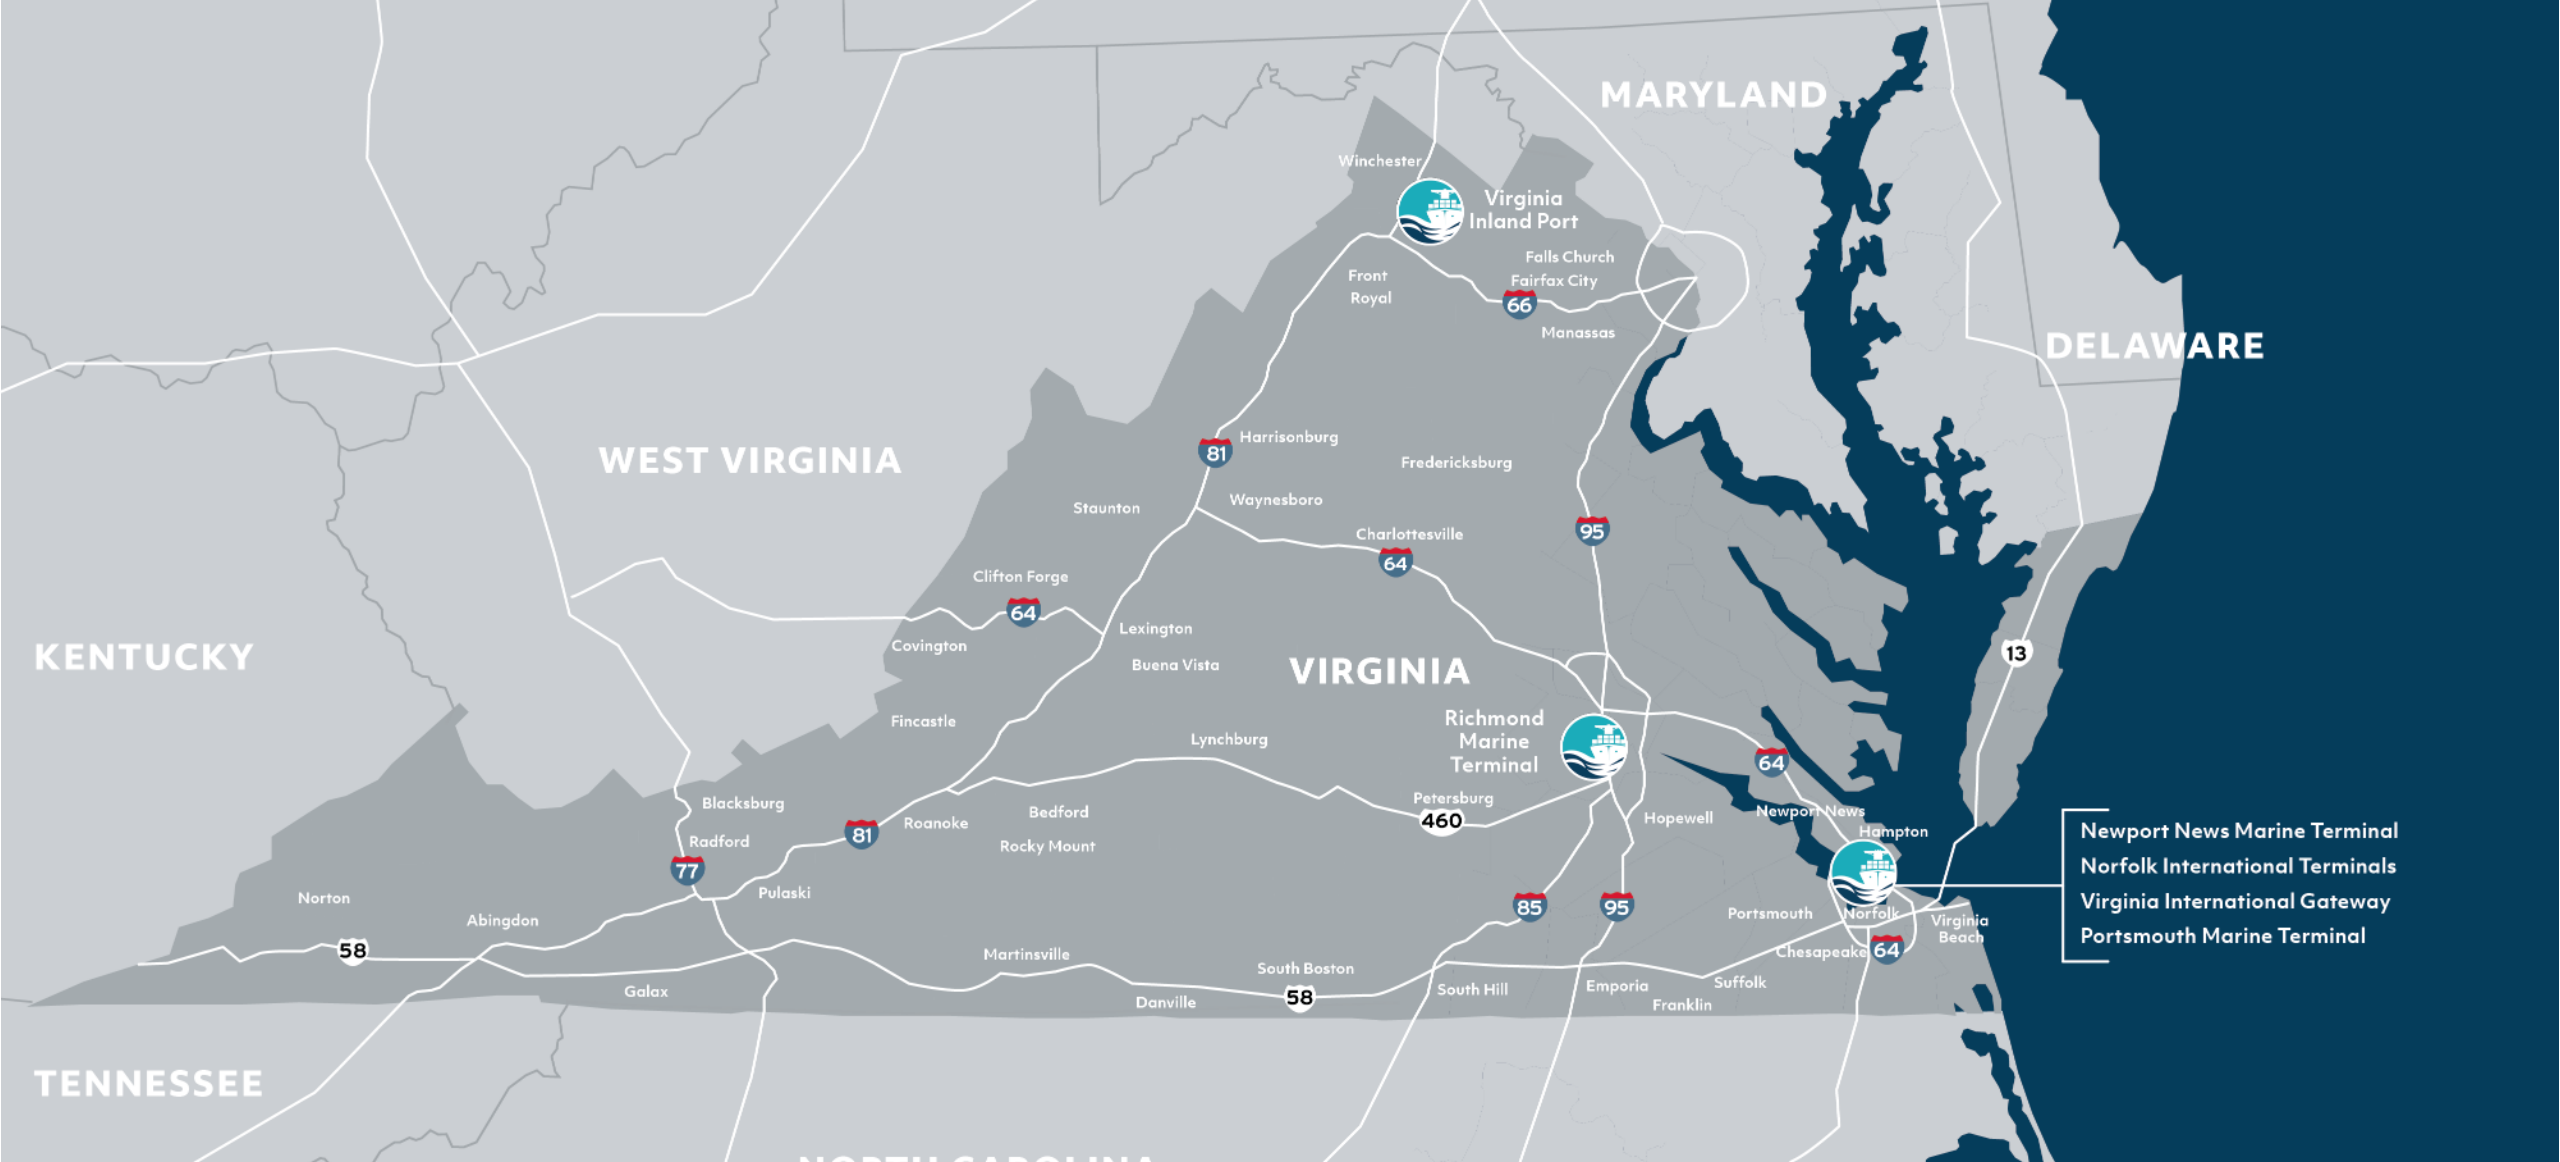 MARYLAND
Winchester
Virginia
Inland Port
Falls Church
Front
Royal
Fairfax City
66
Manassas
DELAWARE
81
Harrisonburg
WEST VIRGINIA
Fredericksburg
Staunton
Waynesboro
95
Charlottesville
64
Clifton Forge
64
Lexington
Covington
KENTUCKY
Buena Vista
VIRGINIA
13
Fincastle
Richmond
Marine
Terminal
Lynchburg
64
Blacksburg
Petersburg
460
Bedford
Hopewell
Newport News
Roanoke
81
Hampton
Radford
Rocky Mount
77
Newport News Marine Terminal
Norfolk International Terminals
Virginia International Gateway
Portsmouth Marine Terminal
Norton
Pulaski
Abingdon
85
95
Portsmouth
Norfolk
Virginia
Beach
58
Martinsville
Chesapeake
64
South Boston
Galax
Danville
58
South Hill
Emporia
Suffolk
Franklin
TENNESSEE
NORTH CAROLINA